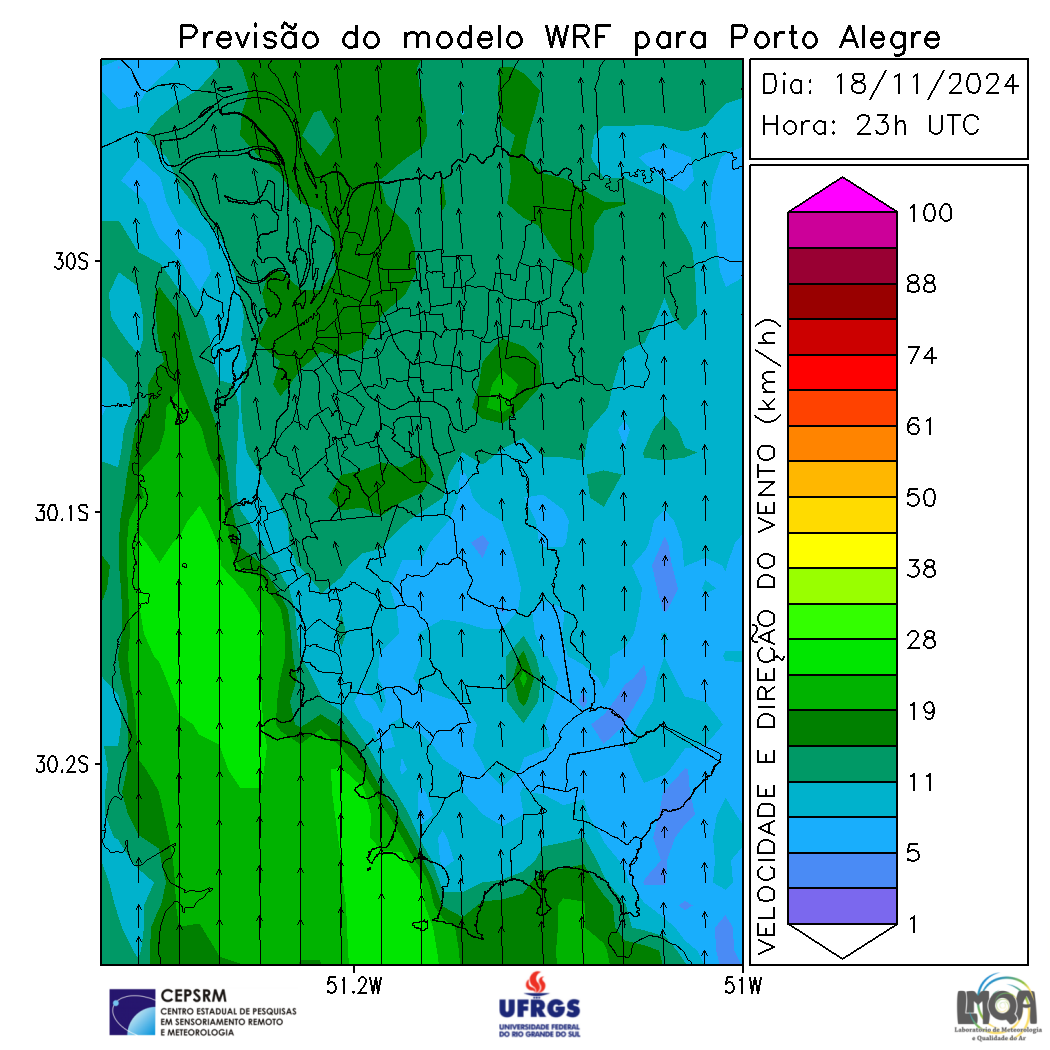 Previsão do modelo WRF para Porto Alegre
Dia: 18/11/2024
Hora: 23h UTC
30S
30.1S
30.2S
51.2W
51W
VELOCIDADE E DIREÇÃO DO VENTO (km/h)
100
88
74
61
50
38
28
19
11
5
1
CEPSRM
CENTRO ESTADUAL DE PESQUISAS
EM SENSORIAMENTO REMOTO
E METEOROLOGIA
UFRGS
UNIVERSIDADE FEDERAL
DO RIO GRANDE DO SUL
LMQA
Laboratório de Meteorologia
e Qualidade do Ar